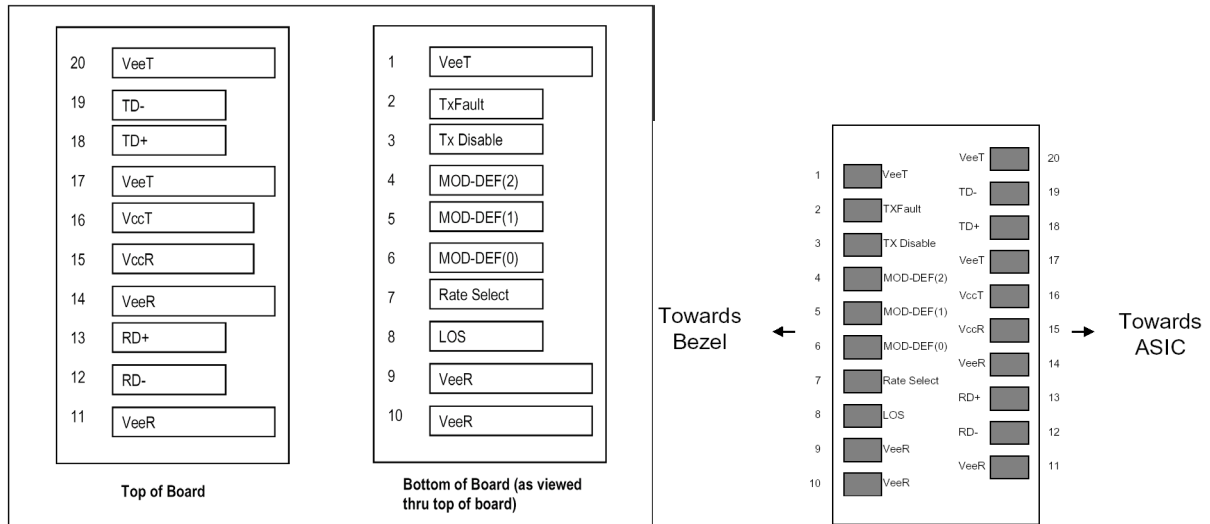 20 VeeT
19 TD-
18 TD+
17 VeeT
16 VccT
15 VccR
14 VeeR
13 RD+
12 RD-
11 VeeR
Top of Board
1 VeeT
2 TxFault
3 Tx Disable
4 MOD-DEF(2)
5 MOD-DEF(1)
6 MOD-DEF(0)
7 Rate Select
8 LOS
9 VeeR
10 VeeR
Bottom of Board (as viewed
thru top of board)
Towards
Bezel
1 VeeT
2 TXFault
3 TX Disable
4 MOD-DEF(2)
5 MOD-DEF(1)
6 MOD-DEF(0)
7 Rate Select
8 LOS
9 VeeR
10 VeeR
VeeT 20
TD- 19
TD+ 18
VeeT 17
VccT 16
VccR 15
VeeR 14
RD+ 13
RD- 12
VeeR 11
Towards
ASIC